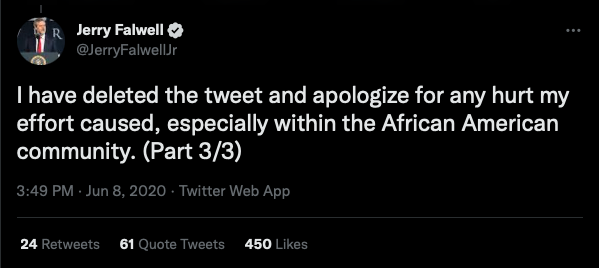 Jerry Falwell
@JerryFalwellJr
I have deleted the tweet and apologize for any hurt my
effort caused, especially within the African American
community. (Part 3/3)
3:49 PM · Jun 8, 2020 · Twitter Web App
24 Retweets 61 Quote Tweets 450 Likes